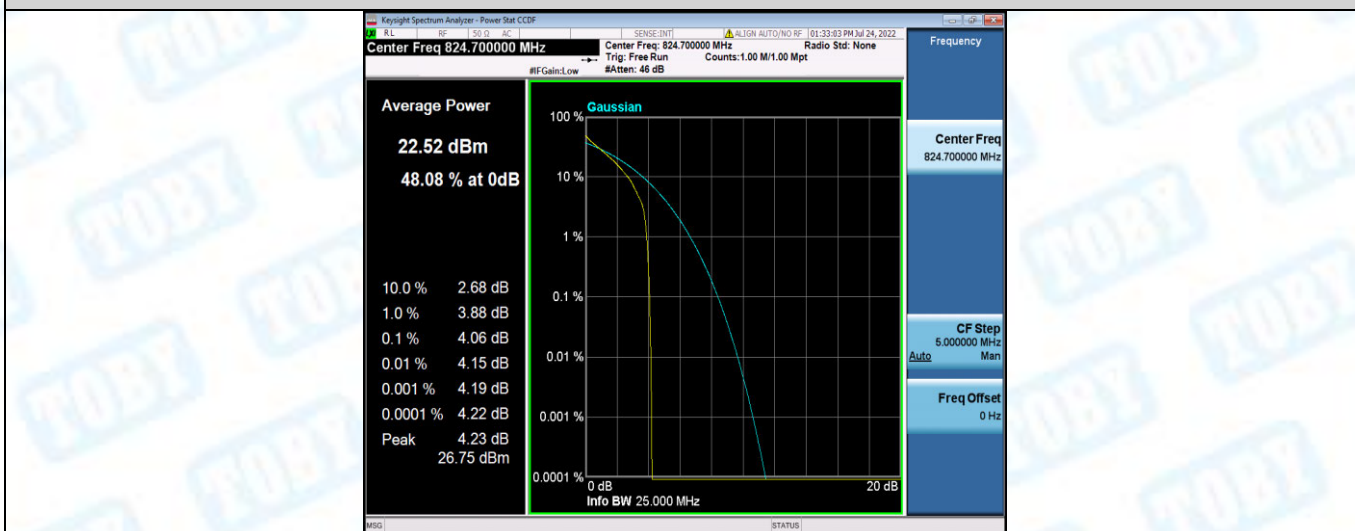 Keysight Spectrum Analyzer - Power Stat CCDF
RL RF 50 Ω AC SENSE:INT ALIGN AUTO/NO RF 01:33:03 PM Jul 24, 2022
Center Freq 824.700000 MHz
Center Freq: 824.700000 MHz Radio Std: None
Trig: Free Run Counts:1.00 M/1.00 Mpt
#IFGain:Low #Atten: 46 dB
Frequency
Average Power
22.52 dBm
48.08 % at 0dB
10.0 % 2.68 dB
1.0 % 3.88 dB
0.1 % 4.06 dB
0.01 % 4.15 dB
0.001 % 4.19 dB
0.0001 % 4.22 dB
Peak 4.23 dB
26.75 dBm
Gaussian
100 %
10 %
1 %
0.1 %
0.01 %
0.001 %
0.0001 %
0 dB 20 dB
Info BW 25.000 MHz
Center Freq
824.700000 MHz
CF Step
5.000000 MHz
Auto Man
Freq Offset
0 Hz
MSG STATUS
TOBY
TOBY
TOBY
TOBY
TOBY
TOBY
TOBY
TOBY